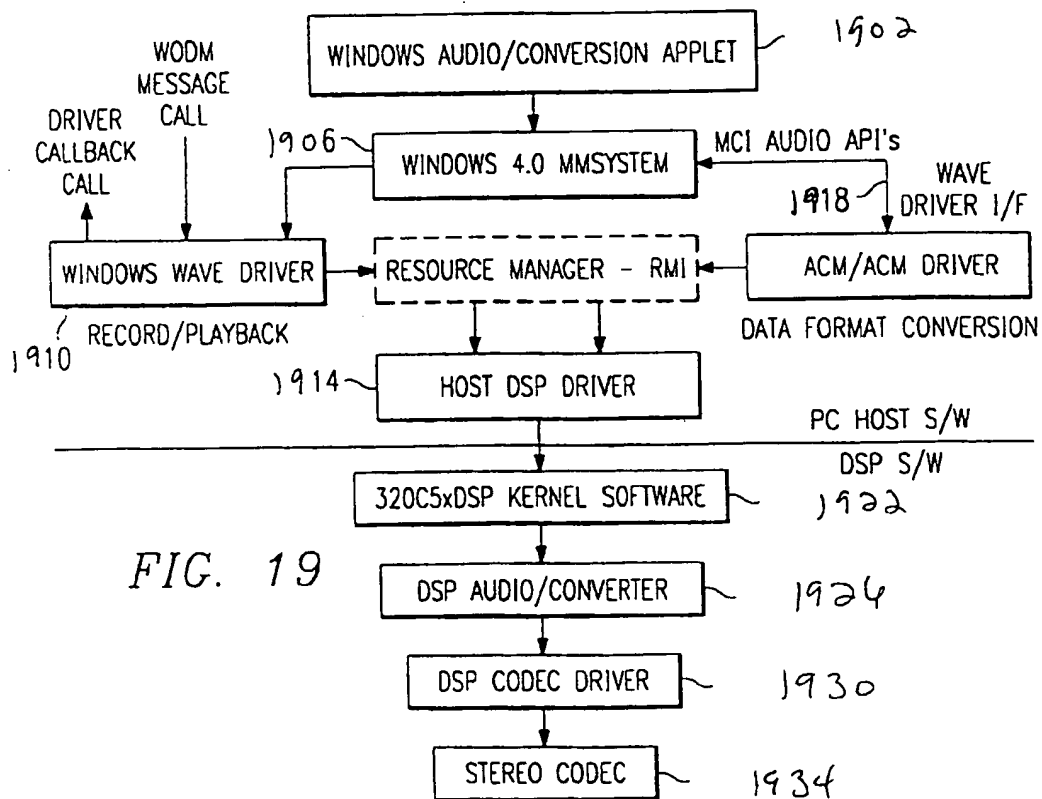 WINDOWS AUDIO/CONVERSION APPLET
1902
WODM
MESSAGE
CALL
DRIVER
CALLBACK
CALL
1906
WINDOWS 4.0 MMSYSTEM
MCI AUDIO API's
1918
WAVE
DRIVER I/F
WINDOWS WAVE DRIVER
RESOURCE MANAGER - RMI
ACM/ACM DRIVER
1910
RECORD/PLAYBACK
DATA FORMAT CONVERSION
1914
HOST DSP DRIVER
PC HOST S/W
DSP S/W
320C5xDSP KERNEL SOFTWARE
1922
FIG. 19
DSP AUDIO/CONVERTER
1926
DSP CODEC DRIVER
1930
STEREO CODEC
1934